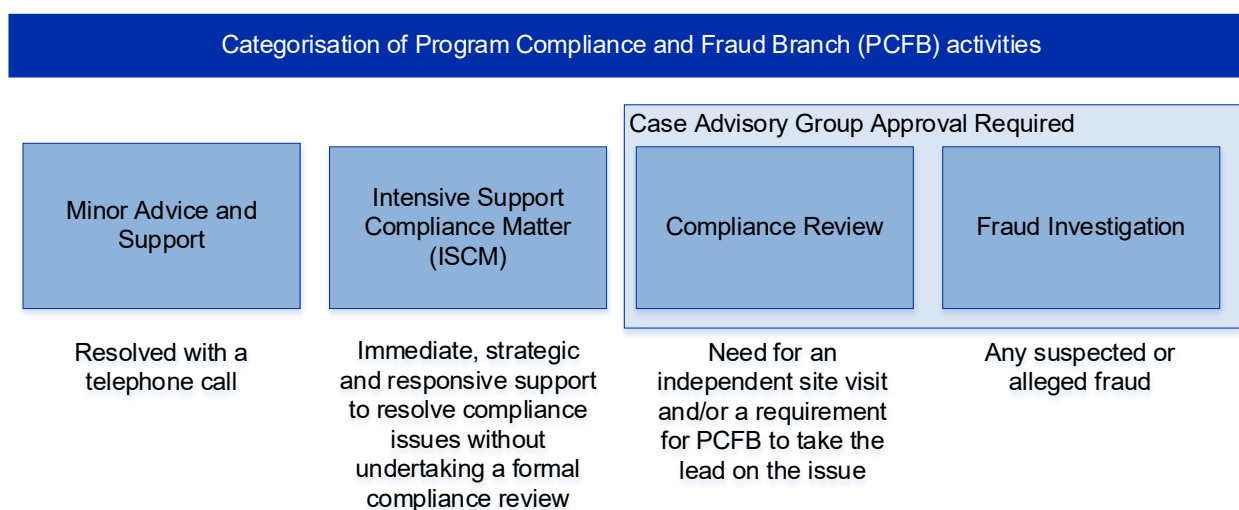 Categorisation of Program Compliance and Fraud Branch (PCFB) activities
Case Advisory Group Approval Required
Minor Advice and
Support
Intensive Support
Compliance Matter
(ISCM)
Compliance Review
Fraud Investigation
Resolved with a
telephone call
Immediate, strategic
and responsive support
to resolve compliance
issues without
undertaking a formal
compliance review
Need for an
independent site visit
and/or a requirement
for PCFB to take the
lead on the issue
Any suspected or
alleged fraud